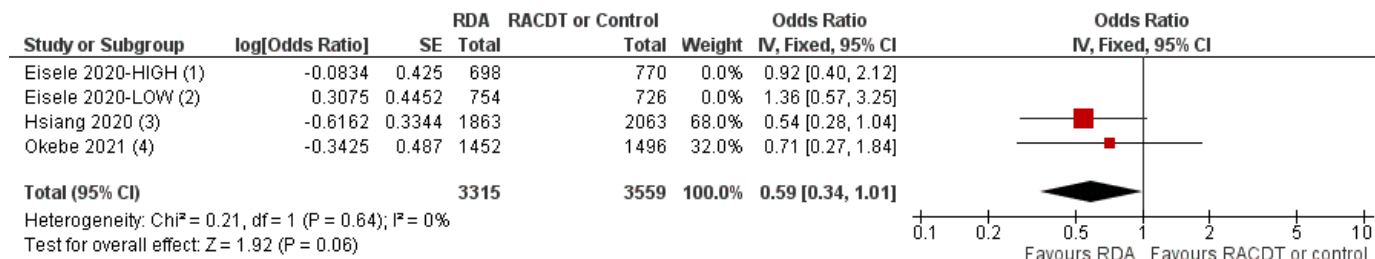 RDA RACDT or Control Odds Ratio Odds Ratio
Study or Subgroup log[Odds Ratio] SE Total Total Weight IV, Fixed, 95% CI IV, Fixed, 95% CI
Eisele 2020-HIGH (1) -0.0834 0.425 698 770 0.0% 0.92 [0.40, 2.12]
Eisele 2020-LOW (2) 0.3075 0.4452 754 726 0.0% 1.36 [0.57, 3.25]
Hsiang 2020 (3) -0.6162 0.3344 1863 2063 68.0% 0.54 [0.28, 1.04]
Okebe 2021 (4) -0.3425 0.487 1452 1496 32.0% 0.71 [0.27, 1.84]
Total (95% CI) 3315 3559 100.0% 0.59 [0.34, 1.01]
Heterogeneity: Chi² = 0.21, df = 1 (P = 0.64); I² = 0%
Test for overall effect: Z = 1.92 (P = 0.06)
0.1 0.2 0.5 1 2 5 10
Favours RDA Favours RACDT or control